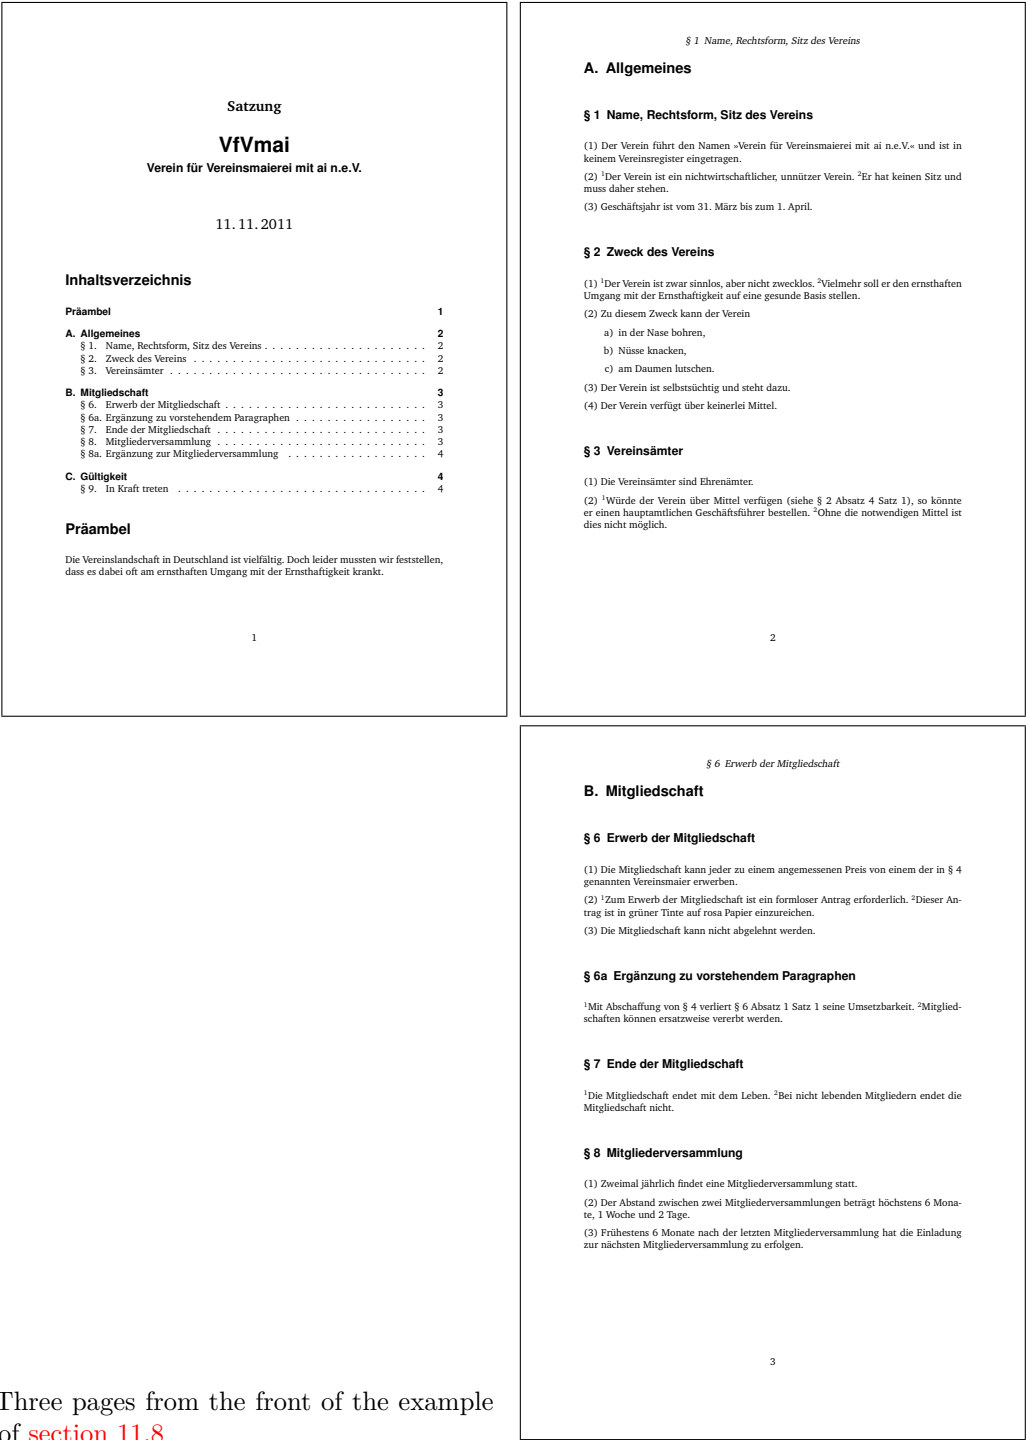 Satzung
VfVmai
Verein für Vereinsmaierei mit ai n.e.V.
11. 11. 2011
Inhaltsverzeichnis
Präambel 1
A. Allgemeines 2
§ 1. Name, Rechtsform, Sitz des Vereins . . . . . . . . . . . . . . . . . . . . . 2
§ 2. Zweck des Vereins . . . . . . . . . . . . . . . . . . . . . . . . . . . . . . 2
§ 3. Vereinsämter . . . . . . . . . . . . . . . . . . . . . . . . . . . . . . . . . 2
B. Mitgliedschaft 3
§ 6. Erwerb der Mitgliedschaft . . . . . . . . . . . . . . . . . . . . . . . . . . 3
§ 6a. Ergänzung zu vorstehendem Paragraphen . . . . . . . . . . . . . . . . . 3
§ 7. Ende der Mitgliedschaft . . . . . . . . . . . . . . . . . . . . . . . . . . . 3
§ 8. Mitgliederversammlung . . . . . . . . . . . . . . . . . . . . . . . . . . . 3
§ 8a. Ergänzung zur Mitgliederversammlung . . . . . . . . . . . . . . . . . . 4
C. Gültigkeit 4
§ 9. In Kraft treten . . . . . . . . . . . . . . . . . . . . . . . . . . . . . . . . 4
Präambel
Die Vereinslandschaft in Deutschland ist vielfältig. Doch leider mussten wir feststellen,
dass es dabei oft am ernsthaften Umgang mit der Ernsthaftigkeit krankt.
1
§ 1 Name, Rechtsform, Sitz des Vereins
A. Allgemeines
§ 1 Name, Rechtsform, Sitz des Vereins
(1) Der Verein führt den Namen »Verein für Vereinsmaierei mit ai n.e.V.« und ist in
keinem Vereinsregister eingetragen.
(2) ¹Der Verein ist ein nichtwirtschaftlicher, unnützer Verein. ²Er hat keinen Sitz und
muss daher stehen.
(3) Geschäftsjahr ist vom 31. März bis zum 1. April.
§ 2 Zweck des Vereins
(1) ¹Der Verein ist zwar sinnlos, aber nicht zwecklos. ²Vielmehr soll er den ernsthaften
Umgang mit der Ernsthaftigkeit auf eine gesunde Basis stellen.
(2) Zu diesem Zweck kann der Verein
a) in der Nase bohren,
b) Nüsse knacken,
c) am Daumen lutschen.
(3) Der Verein ist selbstsüchtig und steht dazu.
(4) Der Verein verfügt über keinerlei Mittel.
§ 3 Vereinsämter
(1) Die Vereinsämter sind Ehrenämter.
(2) ¹Würde der Verein über Mittel verfügen (siehe § 2 Absatz 4 Satz 1), so könnte
er einen hauptamtlichen Geschäftsführer bestellen. ²Ohne die notwendigen Mittel ist
dies nicht möglich.
2
§ 6 Erwerb der Mitgliedschaft
B. Mitgliedschaft
§ 6 Erwerb der Mitgliedschaft
(1) Die Mitgliedschaft kann jeder zu einem angemessenen Preis von einem der in § 4
genannten Vereinsmaier erwerben.
(2) ¹Zum Erwerb der Mitgliedschaft ist ein formloser Antrag erforderlich. ²Dieser An-
trag ist in grüner Tinte auf rosa Papier einzureichen.
(3) Die Mitgliedschaft kann nicht abgelehnt werden.
§ 6a Ergänzung zu vorstehendem Paragraphen
¹Mit Abschaffung von § 4 verliert § 6 Absatz 1 Satz 1 seine Umsetzbarkeit. ²Mitglied-
schaften können ersatzweise vererbt werden.
§ 7 Ende der Mitgliedschaft
¹Die Mitgliedschaft endet mit dem Leben. ²Bei nicht lebenden Mitgliedern endet die
Mitgliedschaft nicht.
§ 8 Mitgliederversammlung
(1) Zweimal jährlich findet eine Mitgliederversammlung statt.
(2) Der Abstand zwischen zwei Mitgliederversammlungen beträgt höchstens 6 Mona-
te, 1 Woche und 2 Tage.
(3) Frühestens 6 Monate nach der letzten Mitgliederversammlung hat die Einladung
zur nächsten Mitgliederversammlung zu erfolgen.
3
Three pages from the front of the example
of section 11.8